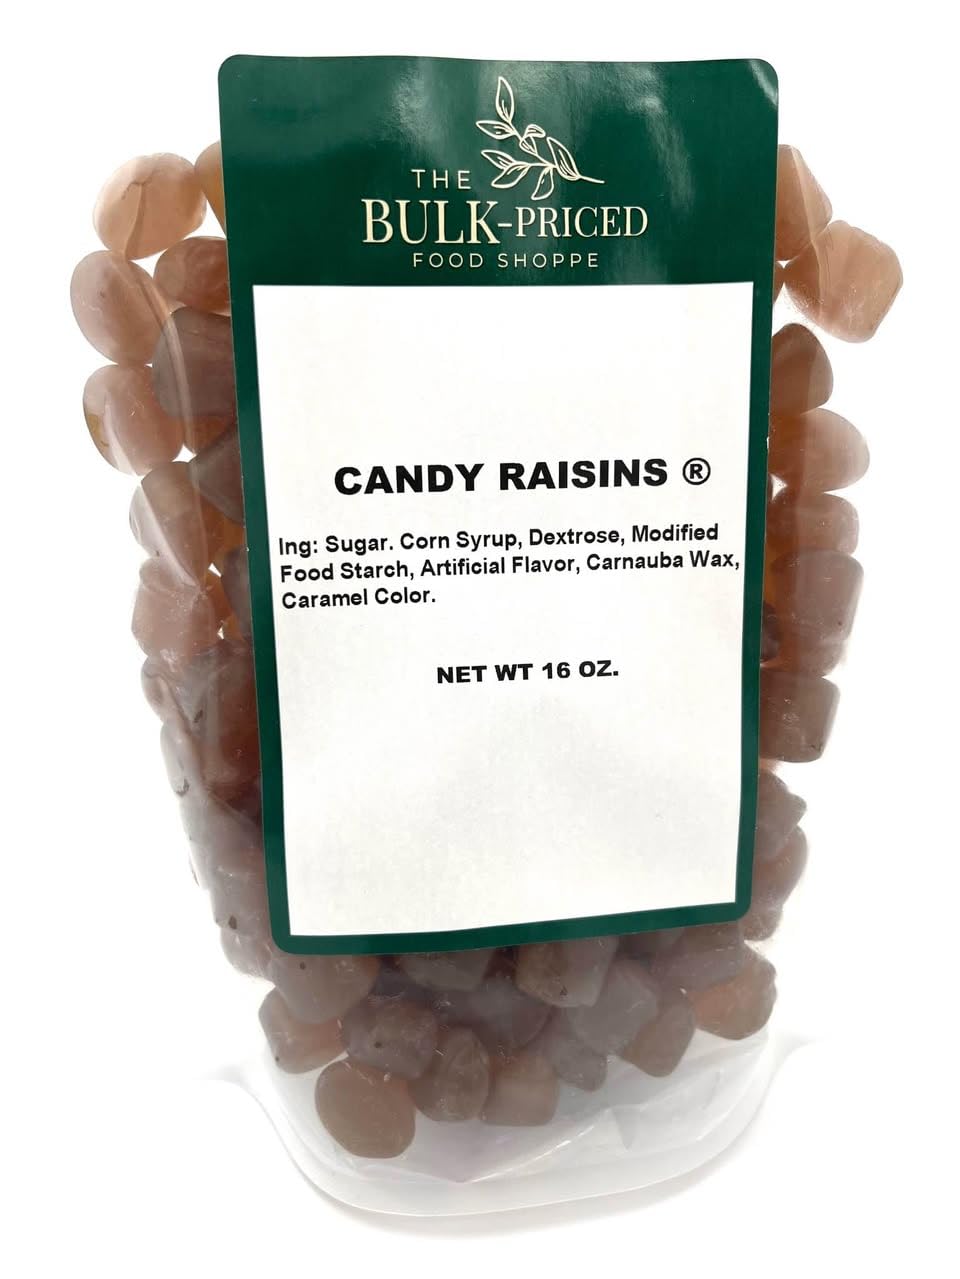 THE
BULK-PRICED
FOOD SHOPPE
CANDY RAISINS ®
Ing: Sugar. Corn Syrup, Dextrose, Modified
Food Starch, Artificial Flavor, Carnauba Wax,
Caramel Color.
NET WT 16 OZ.